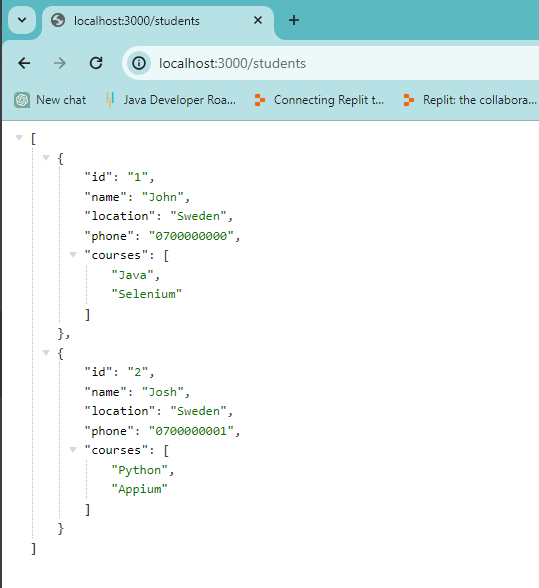 localhost:3000/students
localhost:3000/students
New chat
Java Developer Roa...
Connecting Replit t...
Replit: the collabora...
[
{
"id": "1",
"name": "John",
"location": "Sweden",
"phone": "0700000000",
"courses": [
"Java",
"Selenium"
]
},
{
"id": "2",
"name": "Josh",
"location": "Sweden",
"phone": "0700000001",
"courses": [
"Python",
"Appium"
]
}
]